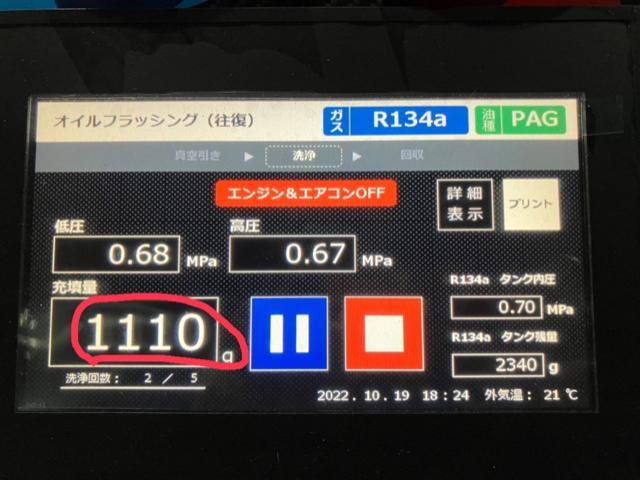 オイルフラッシング（往復）
ガス R134a 油種 PAG
真空引き ▶ 洗浄 ▶ 回収
エンジン＆エアコンOFF
詳細表示
プリント
低圧
0.68 MPa
高圧
0.67 MPa
充填量
1110 g
洗浄回数： 2 / 5
R134a タンク内圧
0.70 MPa
R134a タンク残量
2340 g
2022.10.19 18:24 外気温： 21 ℃